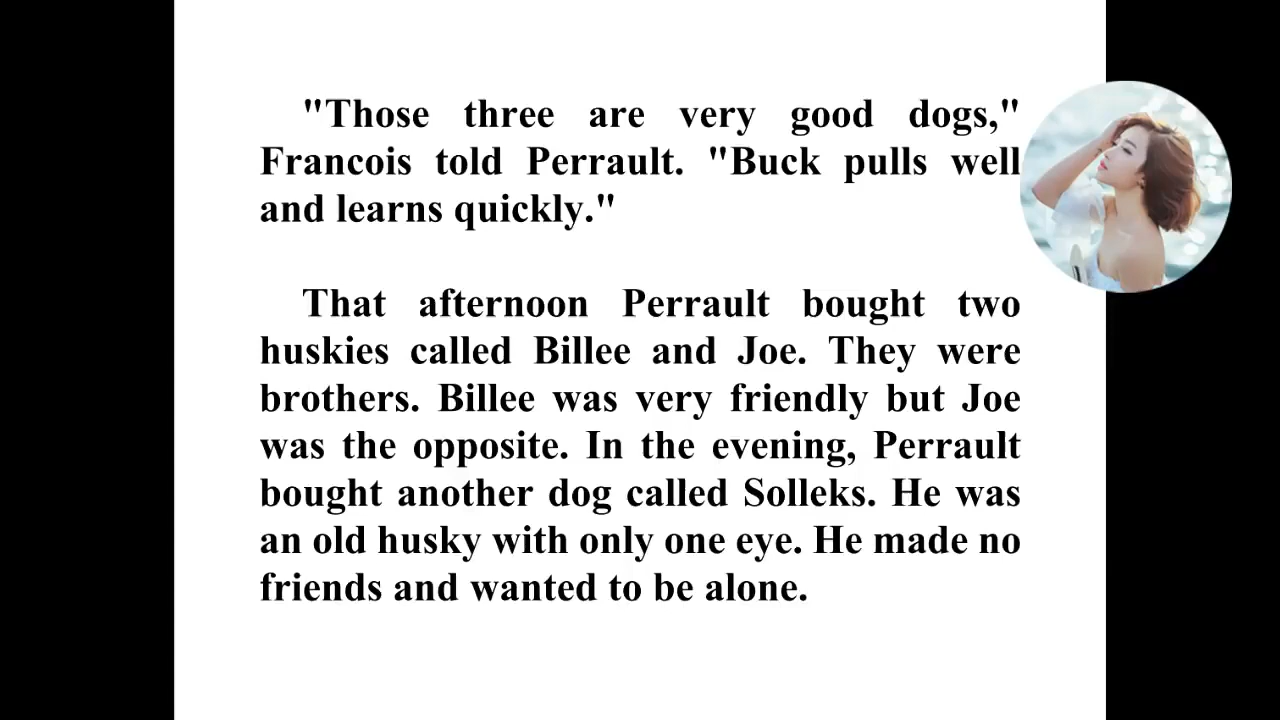 "Those three are very good dogs,"
Francois told Perrault. "Buck pulls well
and learns quickly."
That afternoon Perrault bought two
huskies called Billee and Joe. They were
brothers. Billee was very friendly but Joe
was the opposite. In the evening, Perrault
bought another dog called Solleks. He was
an old husky with only one eye. He made no
friends and wanted to be alone.